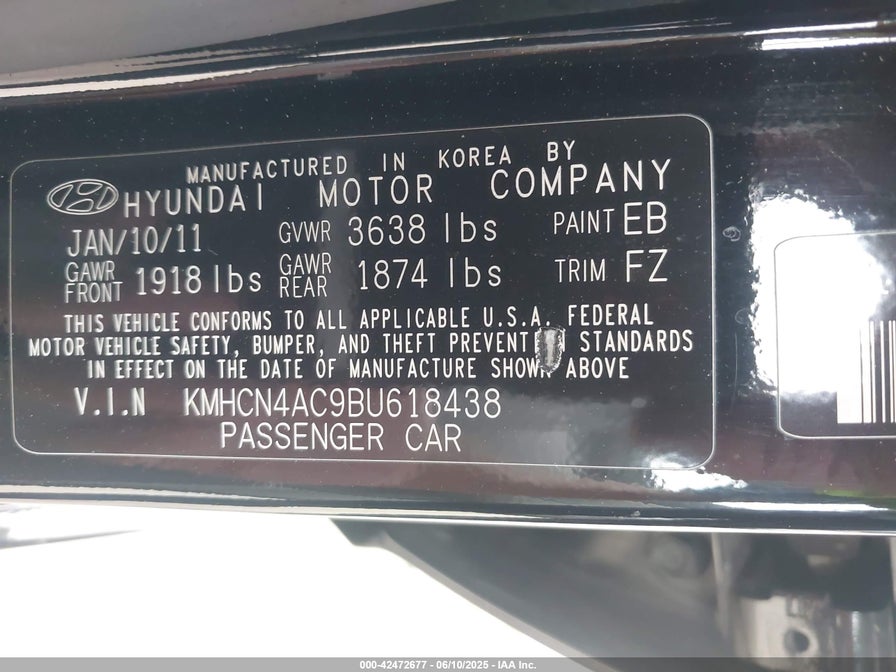 MANUFACTURED IN KOREA BY
HYUNDAI MOTOR COMPANY
JAN/10/11 GVWR 3638 lbs PAINT EB
GAWR FRONT 1918 lbs GAWR REAR 1874 lbs TRIM FZ
THIS VEHICLE CONFORMS TO ALL APPLICABLE U.S.A. FEDERAL
MOTOR VEHICLE SAFETY, BUMPER, AND THEFT STANDARDS
IN EFFECT ON THE DATE OF MANUFACTURE SHOWN ABOVE
V.I.N KMHCN4AC9BU618438
PASSENGER CAR
000-42472677 - 06/10/2025 - IAA Inc.